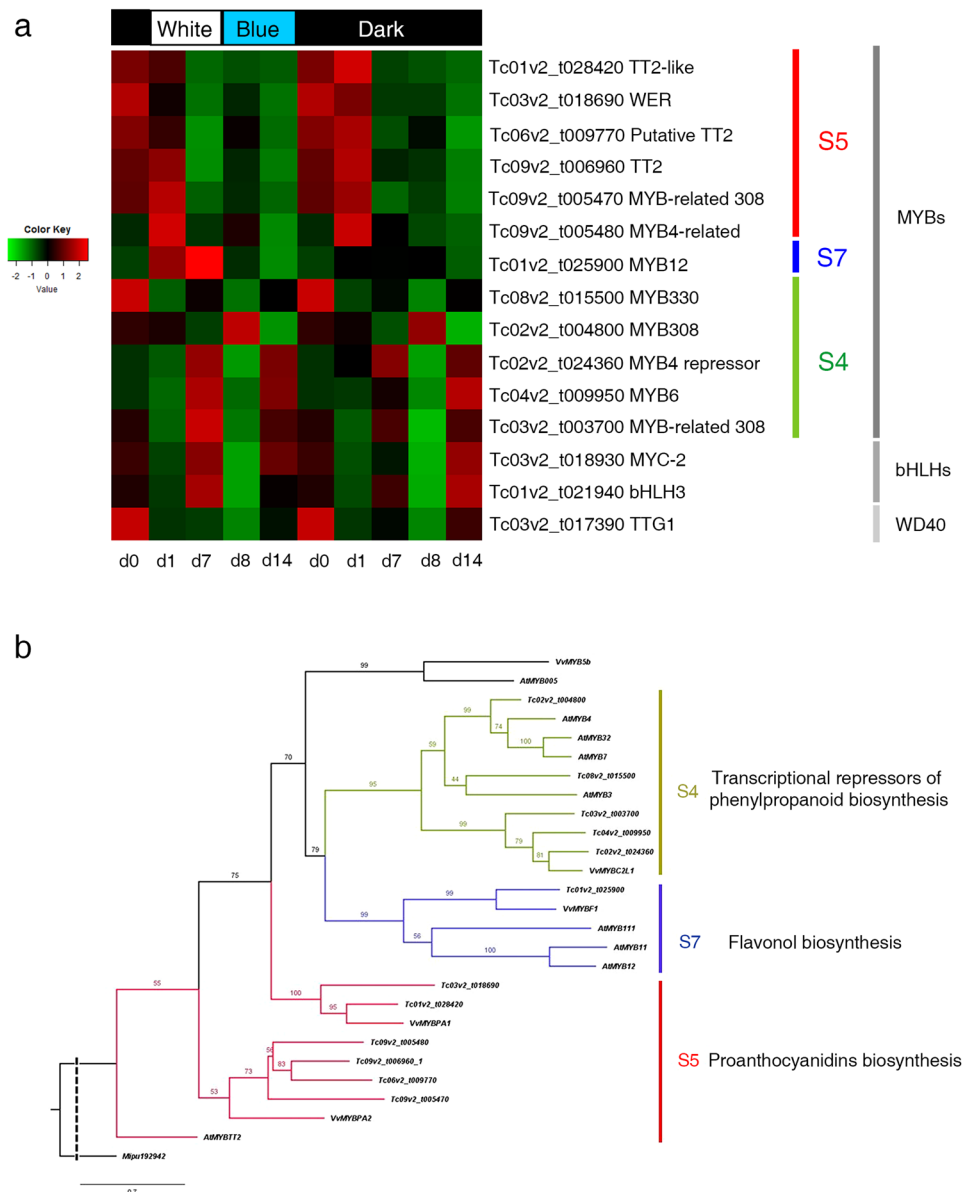 a
White Blue Dark
Tc01v2_t028420 TT2-like
Tc03v2_t018690 WER
Tc06v2_t009770 Putative TT2
Tc09v2_t006960 TT2
Tc09v2_t005470 MYB-related 308
Tc09v2_t005480 MYB4-related
Tc01v2_t025900 MYB12
Tc08v2_t015500 MYB330
Tc02v2_t004800 MYB308
Tc02v2_t024360 MYB4 repressor
Tc04v2_t009950 MYB6
Tc03v2_t003700 MYB-related 308
Tc03v2_t018930 MYC-2
Tc01v2_t021940 bHLH3
Tc03v2_t017390 TTG1
S5
S7
S4
MYBs
bHLHs
WD40
Color Key
-2 -1 0 1 2
Value
d0 d1 d7 d8 d14 d0 d1 d7 d8 d14
b
99
VvMYB5b
AtMYB005
Tc02v2_t004800
99
AtMYB4
74
AtMYB32
100
AtMYB7
59
70
Tc08v2_t015500
44
AtMYB3
95
Tc03v2_t003700
99
Tc04v2_t009950
79
Tc02v2_t024360
81
VvMYBC2L1
79
75
Tc01v2_t025900
99
VvMYBF1
99
AtMYB111
56
AtMYB11
100
AtMYB12
55
Tc03v2_t018690
100
Tc01v2_t028420
95
VvMYBPA1
Tc09v2_t005480
Tc09v2_t006960_1
83
73
Tc06v2_t009770
53
Tc09v2_t005470
VvMYBPA2
AtMYBTT2
Mipu192942
0.7
S4
Transcriptional repressors of
phenylpropanoid biosynthesis
S7 Flavonol biosynthesis
S5 Proanthocyanidins biosynthesis